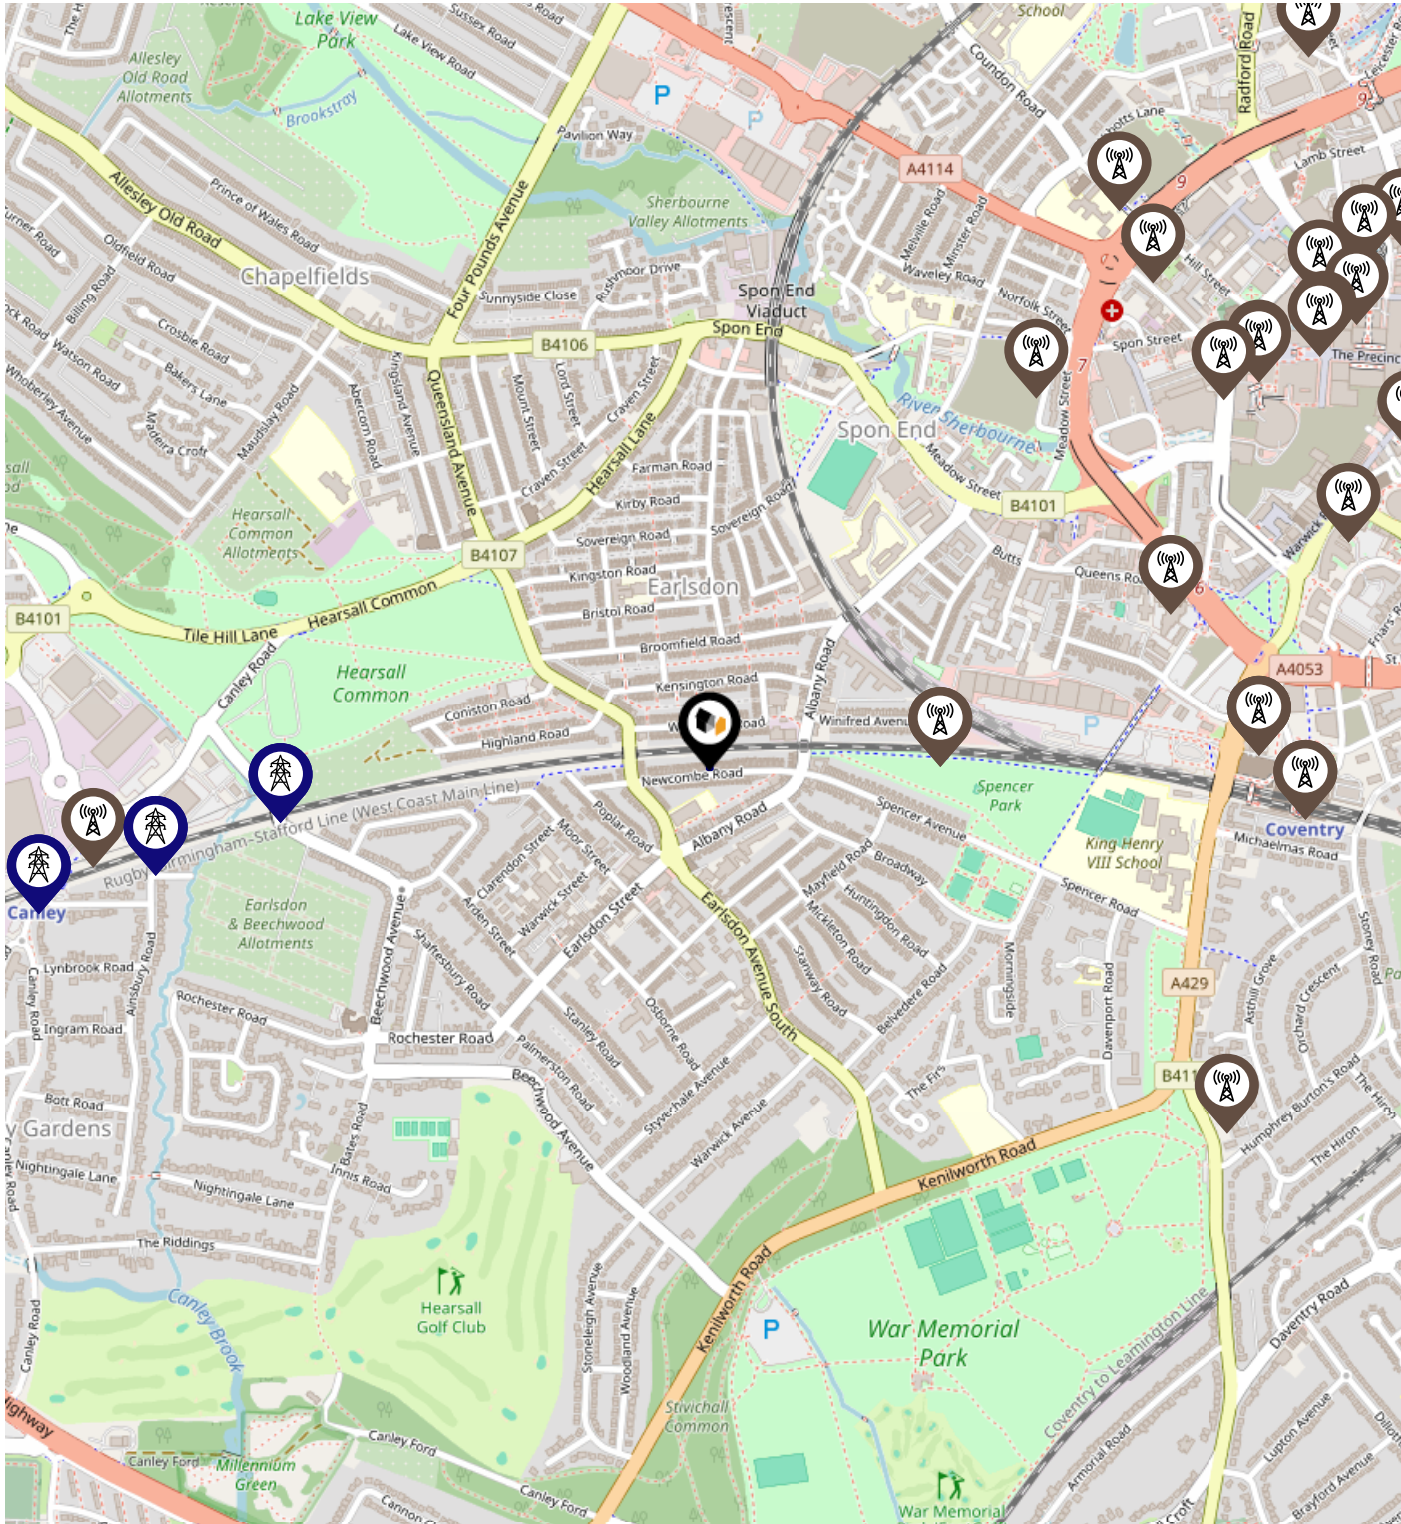 Lake View
Park
Sussex Road
Lake View Road
School
Coundon Road
Radford Road
Allesley
Old Road
Allotments
Brookstray
P
P
Pavilion Way
A4114
9
9
Lamb Street
Allesley Old Road
Prince of Wales Road
Four Pounds Avenue
Sherbourne
Valley Allotments
Melville Road
Minster Road
Oldfield Road
Chapelfields
Billing Road
Rushmoor Drive
Sunnyside Close
Waveley Road
Hill Street
Norfolk Street
Spon End
Viaduct
Spon End
B4106
Spon Street
Crosbie Road
Watson Road
Bakers Lane
Whoberley Avenue
Madeira Croft
Maudslay Road
Abercorn Road
Kingsland Avenue
Queensland Avenue
Mount Street
Lord Street
Craven Street
Craven Street
Hearsall Lane
7
Meadow Street
River Sherbourne
Spon End
Meadow Street
Farman Road
Kirby Road
Sovereign Road
Sovereign Road
B4101
Hearsall
Common
Allotments
B4107
Kingston Road
Earlsdon
Bristol Road
Broomfield Road
Butts
6
B4101
Tile Hill Lane
Hearsall Common
Canley Road
Hearsall
Common
Kensington Road
Albany Road
A4053
Coniston Road
Highland Road
Winifred Avenue
P
Newcombe Road
Spencer
Park
Coventry
Michaelmas Road
King Henry
VIII School
Spencer Avenue
Spencer Road
Poplar Road
Albany Road
Moor Street
Clarendon Street
Warwick Street
Arden Street
Earlsdon Street
Mayfield Road
Broadway
Huntingdon Road
Mickleton Road
Stanway Road
Belvedere Road
Earlsdon Avenue South
Canley
Earlsdon
& Beechwood
Allotments
Beechwood Avenue
Shaftesbury Road
Lynbrook Road
Ainsbury Road
Canley Road
Ingram Road
Rochester Road
Rochester Road
Stanley Road
Osborne Road
Palmerston Road
Morningside
Davenport Road
A429
Asthill Grove
Orchard Crescent
Stoney Road
The Firs
Beechwood Avenue
Styvechale Avenue
Warwick Avenue
Bott Road
Bates Road
Humphrey Burton's Road
The Hiron
The Hiron
Nightingale Lane
Nightingale Lane
Innis Road
Kenilworth Road
The Riddings
Canley Brook
Canley Road
Hearsall
Golf Club
Stoneleigh Avenue
Woodland Avenue
Kenilworth Road
P
War Memorial
Park
Coventry to Leamington Line
Daventry Road
Stivichall
Common
Armorial Road
Lupton Avenue
Brayford Avenue
Canley Ford
Canley Ford
Canley Ford
Millennium
Green
War Memorial